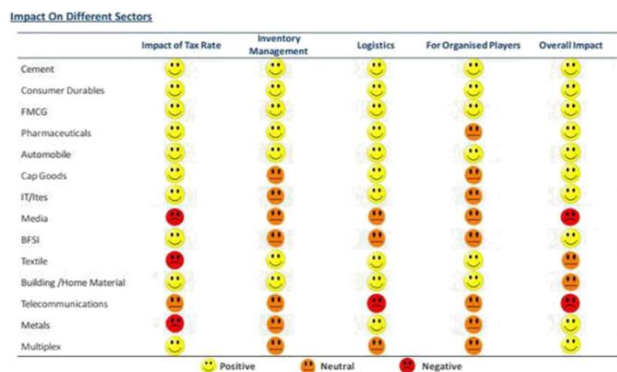 Impact On Different Sectors
Impact of Tax Rate Inventory Management Logistics For Organised Players Overall Impact
Cement
Consumer Durables
FMCG
Pharmaceuticals
Automobile
Cap Goods
IT/Ites
Media
BFSI
Textile
Building /Home Material
Telecommunications
Metals
Multiplex
Positive Neutral Negative